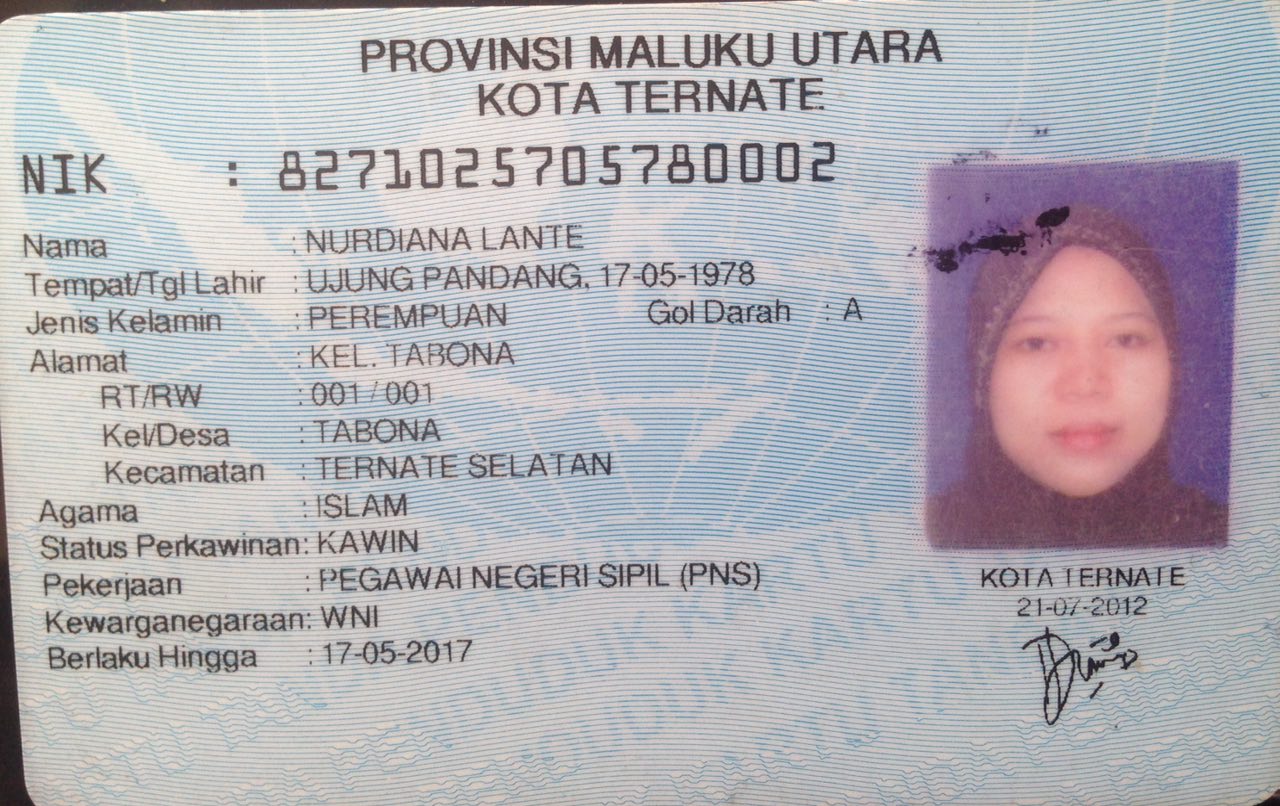 PROVINSI MALUKU UTARA
KOTA TERNATE
NIK : 8271025705780002
Nama : NURDIANA LANTE
Tempat/Tgl Lahir : UJUNG PANDANG, 17-05-1978
Jenis Kelamin : PEREMPUAN Gol Darah : A
Alamat : KEL. TABONA
RT/RW : 001 / 001
Kel/Desa : TABONA
Kecamatan : TERNATE SELATAN
Agama : ISLAM
Status Perkawinan: KAWIN
Pekerjaan : PEGAWAI NEGERI SIPIL (PNS)
Kewarganegaraan: WNI
Berlaku Hingga : 17-05-2017
KOTA TERNATE
21-07-2012